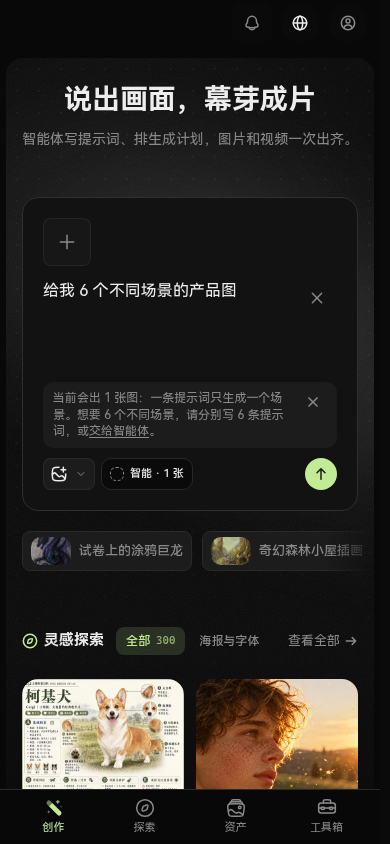 说出画面，幕芽成片
智能体写提示词、排生成计划，图片和视频一次出齐。
给我 6 个不同场景的产品图
当前会出 1 张图：一条提示词只生成一个场
景。想要 6 个不同场景，请分别写 6 条提示
词，或交给智能体。
智能 · 1 张
试卷上的涂鸦巨龙
奇幻森林小屋插画
灵感探索
全部 300
海报与字体
查看全部
柯基犬
创作
探索
资产
工具箱